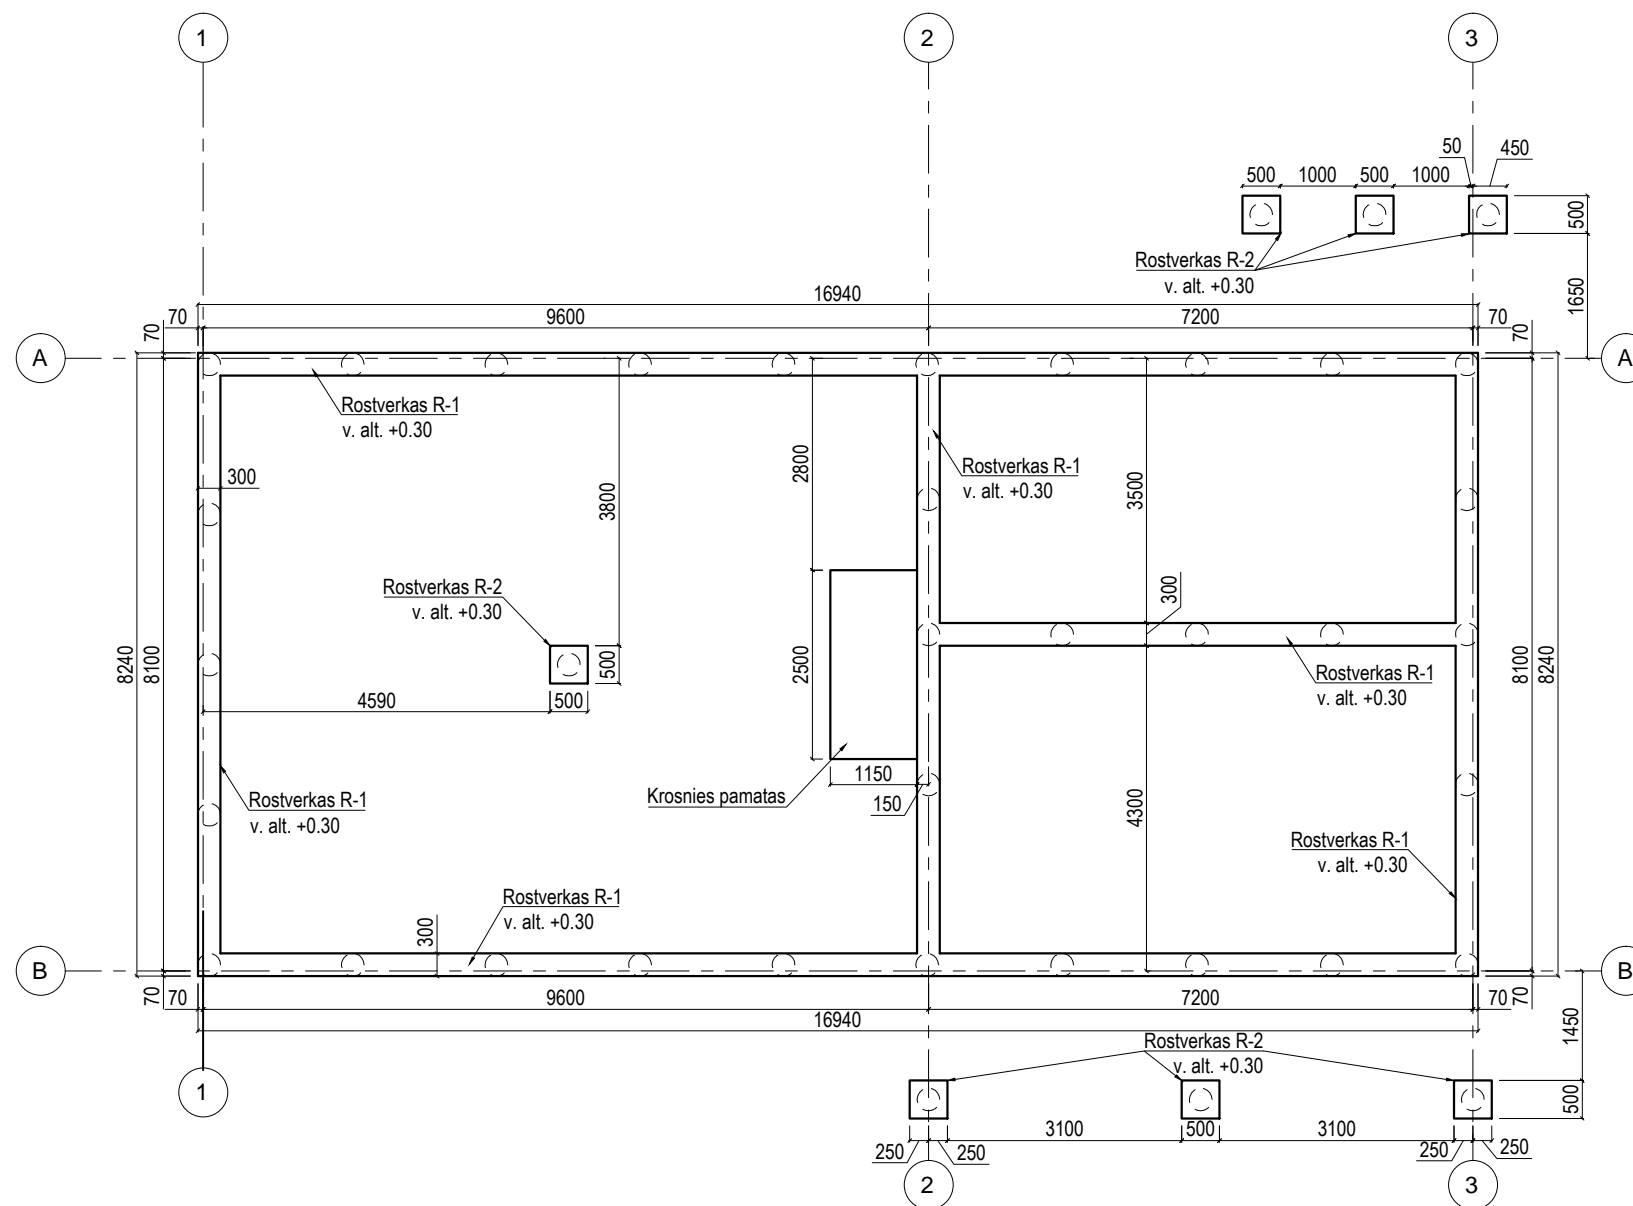 1
2
3
50
450
500
1000
500
1000
500
Rostverkas R-2
v. alt. +0.30
1650
16940
70
9600
7200
70
70
70
A
A
Rostverkas R-1
v. alt. +0.30
2800
3800
Rostverkas R-1
v. alt. +0.30
3500
300
300
Rostverkas R-2
v. alt. +0.30
8240
8100
500
2500
8100
8240
Rostverkas R-1
v. alt. +0.30
4590
500
1150
Krosnies pamatas
150
Rostverkas R-1
v. alt. +0.30
4300
Rostverkas R-1
v. alt. +0.30
Rostverkas R-1
v. alt. +0.30
300
B
B
70
70
9600
7200
70
70
16940
1450
Rostverkas R-2
v. alt. +0.30
1
500
3100
500
3100
250
250
250
250
2
3